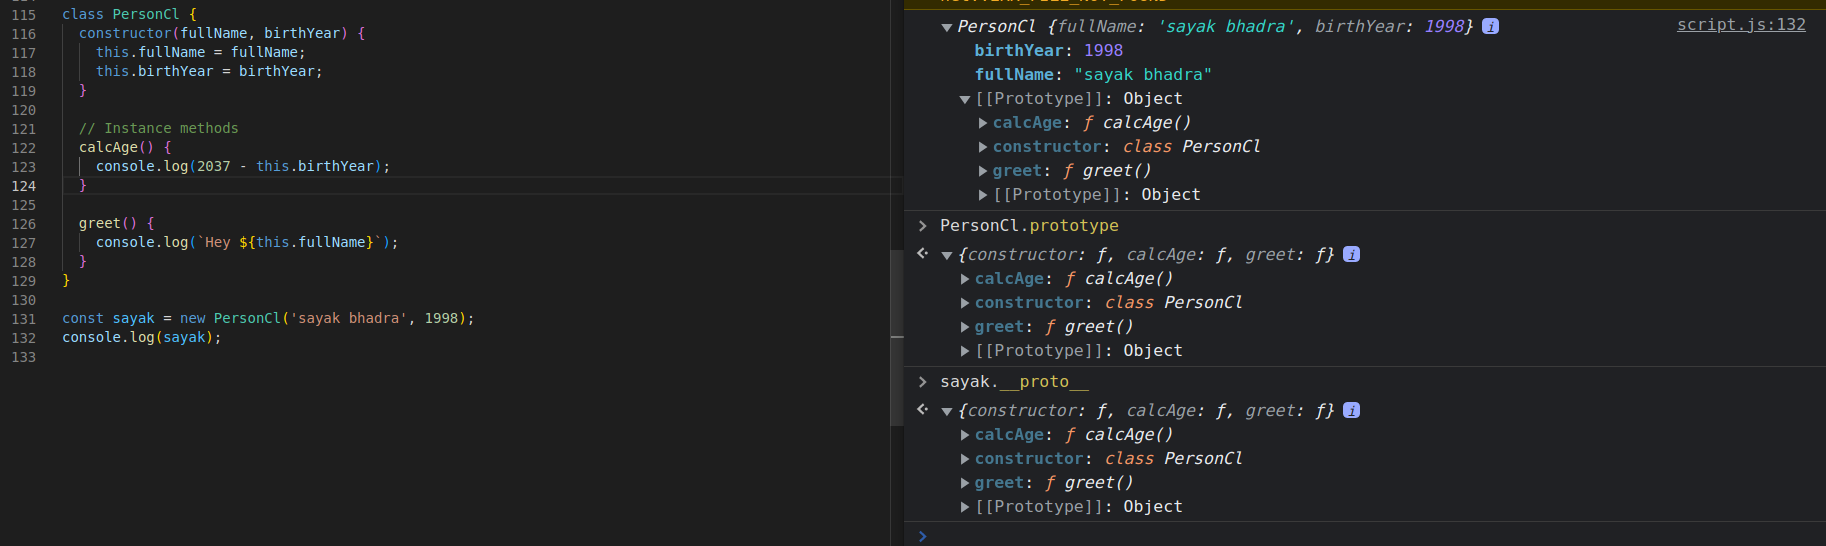 115 class PersonCl {
116 constructor(fullName, birthYear) {
117 this.fullName = fullName;
118 this.birthYear = birthYear;
119 }
120
121 // Instance methods
122 calcAge() {
123 console.log(2037 - this.birthYear);
124 }
125
126 greet() {
127 console.log(`Hey ${this.fullName}`);
128 }
129 }
130
131 const sayak = new PersonCl('sayak bhadra', 1998);
132 console.log(sayak);
133
PersonCl {fullName: 'sayak bhadra', birthYear: 1998} i script.js:132
birthYear: 1998
fullName: "sayak bhadra"
[[Prototype]]: Object
calcAge: ƒ calcAge()
constructor: class PersonCl
greet: ƒ greet()
[[Prototype]]: Object
> PersonCl.prototype
{constructor: ƒ, calcAge: ƒ, greet: ƒ} i
calcAge: ƒ calcAge()
constructor: class PersonCl
greet: ƒ greet()
[[Prototype]]: Object
> sayak.__proto__
{constructor: ƒ, calcAge: ƒ, greet: ƒ} i
calcAge: ƒ calcAge()
constructor: class PersonCl
greet: ƒ greet()
[[Prototype]]: Object
>